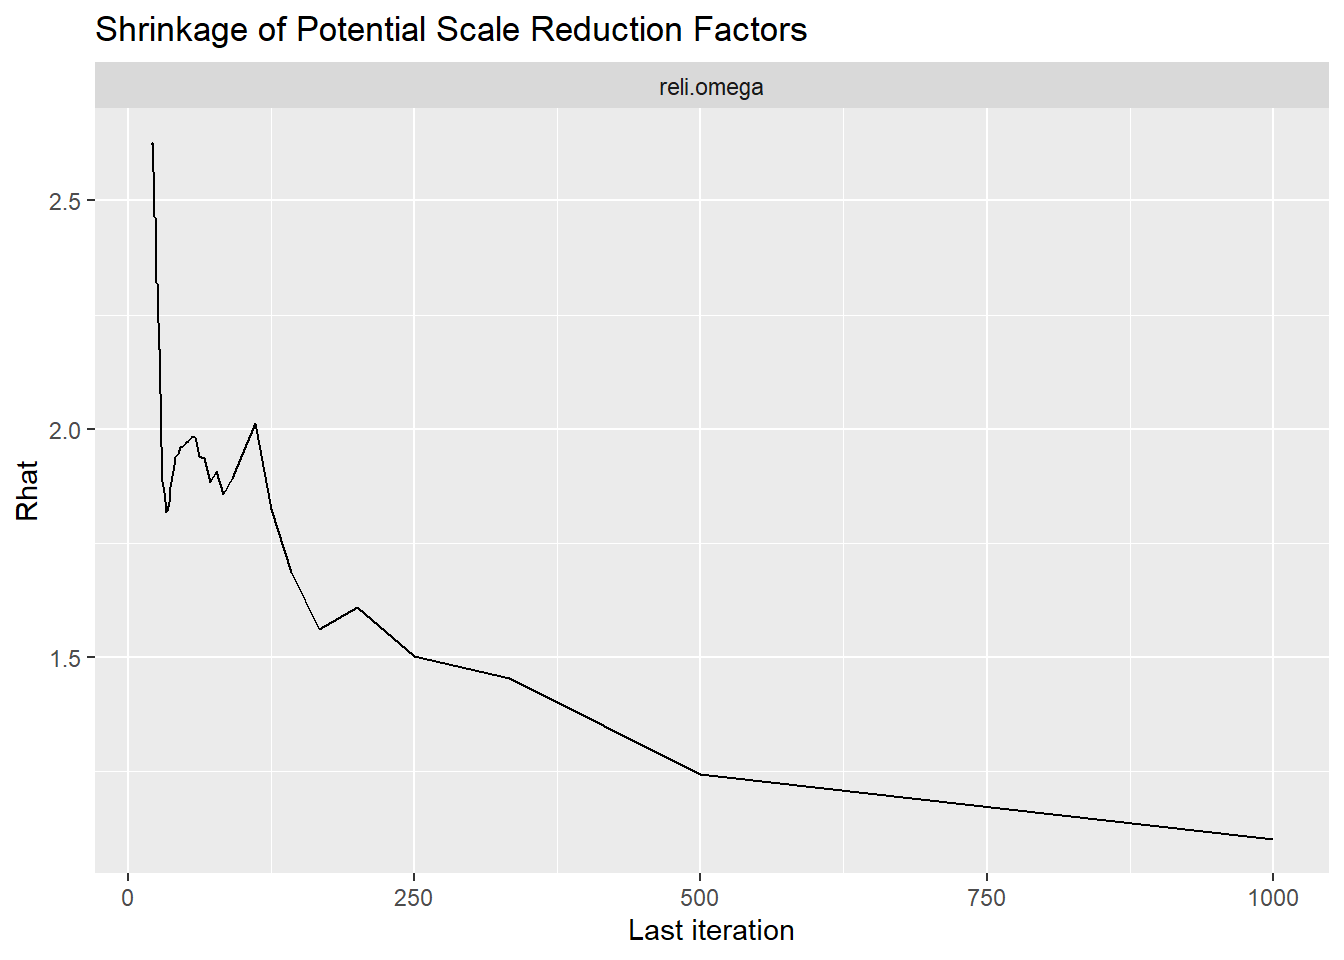 Shrinkage of Potential Scale Reduction Factors
reli.omega
Rhat
2.5
2.0
1.5
0 250 500 750 1000
Last iteration